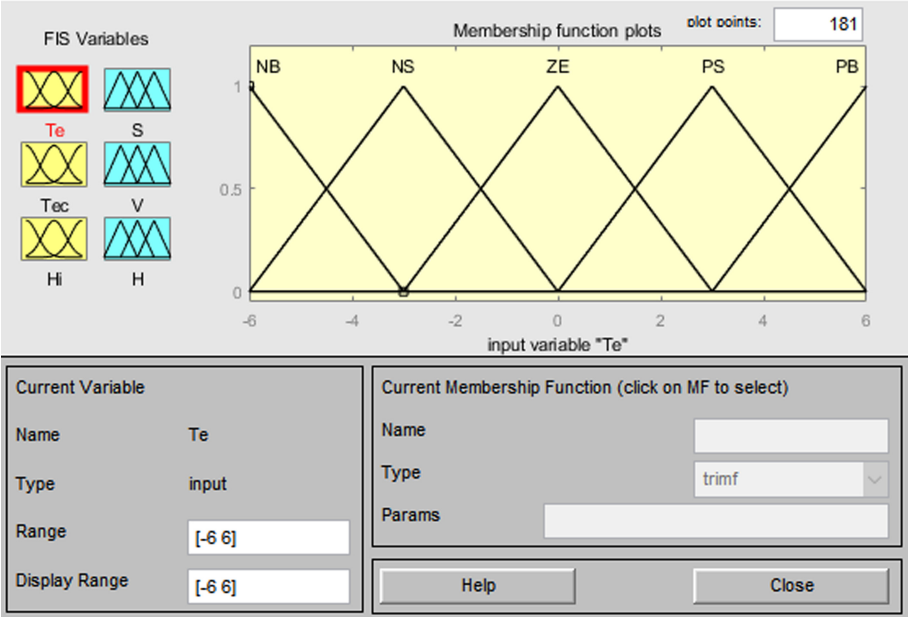 FIS Variables
Te
S
Tec
V
Hi
H
Membership function plots
plot points:
181
NB
NS
ZE
PS
PB
1
0.5
0
-6
-4
-2
0
2
4
6
input variable "Te"
Current Variable
Name
Te
Type
input
Range
[-6 6]
Display Range
[-6 6]
Current Membership Function (click on MF to select)
Name
Type
trimf
Params
Help
Close